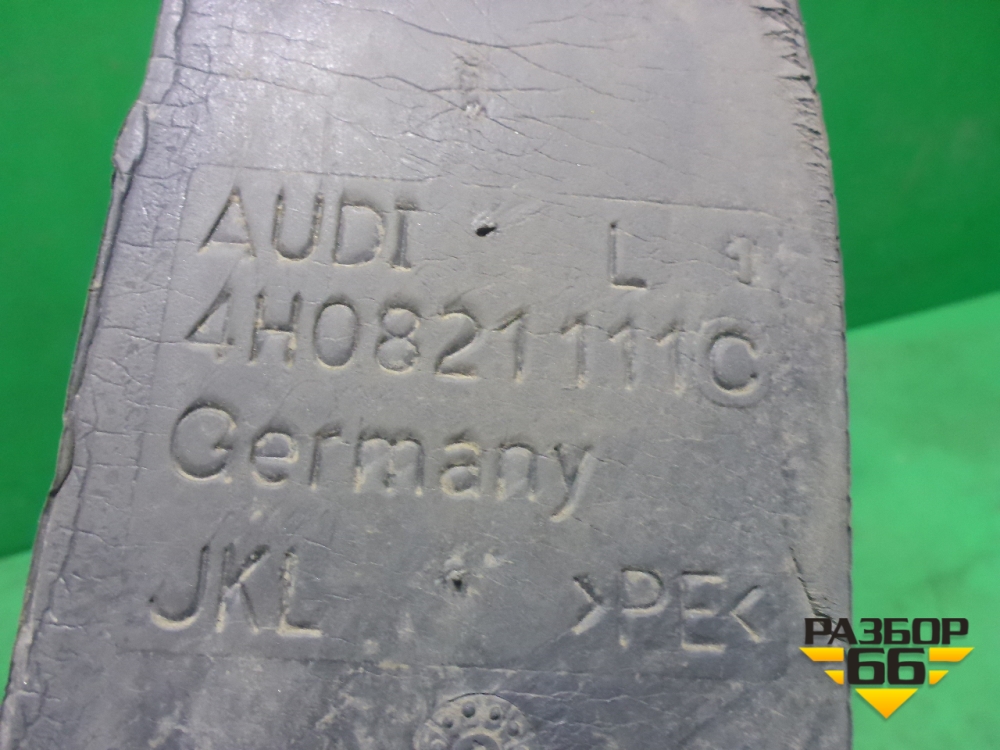 AUDI L 1
4H0821111C
Germany
JKL >PE<
РАЗБОР
66